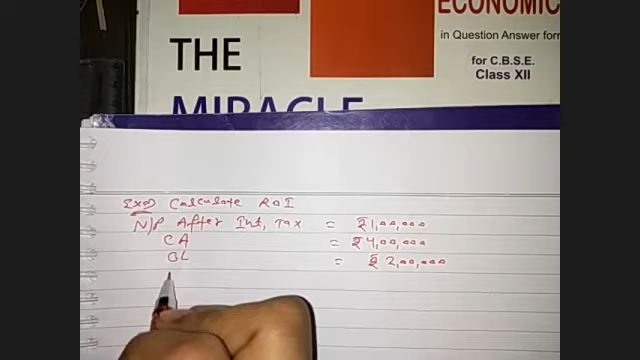 ECONOMIC
in Question Answer form
for C.B.S.E.
Class XII
THE
MIRACLE
Calculate ROI
N/P After Int, Tax = ₹1,00,000
CA = ₹4,00,000
CL = ₹2,00,000